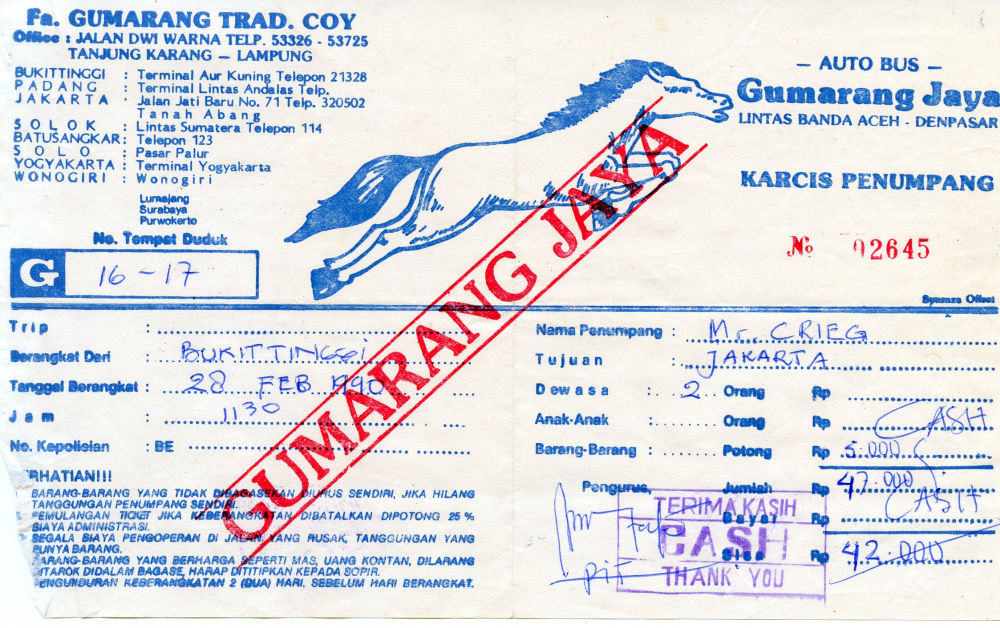 Fa. GUMARANG TRAD. COY
Office : JALAN DWI WARNA TELP. 53326 - 53725
TANJUNG KARANG — LAMPUNG
BUKITTINGGI : Terminal Aur Kuning Telepon 21328
PADANG : Terminal Lintas Andalas Telp.
JAKARTA : Jalan Jati Baru No. 71 Telp. 320502
Tanah Abang
SOLOK : Lintas Sumatera Telepon 114
BATUSANGKAR : Telepon 123
SOLO : Pasar Palur
YOGYAKARTA : Terminal Yogyakarta
WONOGIRI : Wonogiri
Lumajang
Surabaya
Purwokerto
No. Tempat Duduk
G 16 - 17
— AUTO BUS —
Gumarang Jaya
LINTAS BANDA ACEH - DENPASAR
KARCIS PENUMPANG
№ 02645
GUMARANG JAYA
Trip :
Berangkat Dari : BUKITTINGGI
Tanggal Berangkat : 28 FEB 1990
Jam : 1130
No. Kepolisian : BE
Nama Penumpang : Mr. CRIEG
Tujuan : JAKARTA
Dewasa : 2 Orang Rp
Anak-Anak : Orang Rp CASH
Barang-Barang : Potong Rp 5.000
Pengurus, Jumlah Rp 47.000
Bayar Rp CASH
Sisa Rp 42.000
TERIMA KASIH
CASH
THANK YOU
RHATIAN!!!
BARANG-BARANG YANG TIDAK DIBAGASEKAN DIURUS SENDIRI, JIKA HILANG
TANGGUNGAN PENUMPANG SENDIRI.
PEMULANGAN TICKET JIKA KEBERANGKATAN DIBATALKAN DIPOTONG 25 %
BIAYA ADMINISTRASI.
SEGALA BIAYA PENGOPERAN DI JALAN YANG RUSAK, TANGGUNGAN YANG
PUNYA BARANG.
BARANG-BARANG YANG BERHARGA SEPERTI MAS, UANG KONTAN, DILARANG
DITAROK DIDALAM BAGASE, HARAP DITITIPKAN KEPADA SOPIR.
PENGUNDURAN KEBERANGKATAN 2 (DUA) HARI, SEBELUM HARI BERANGKAT.